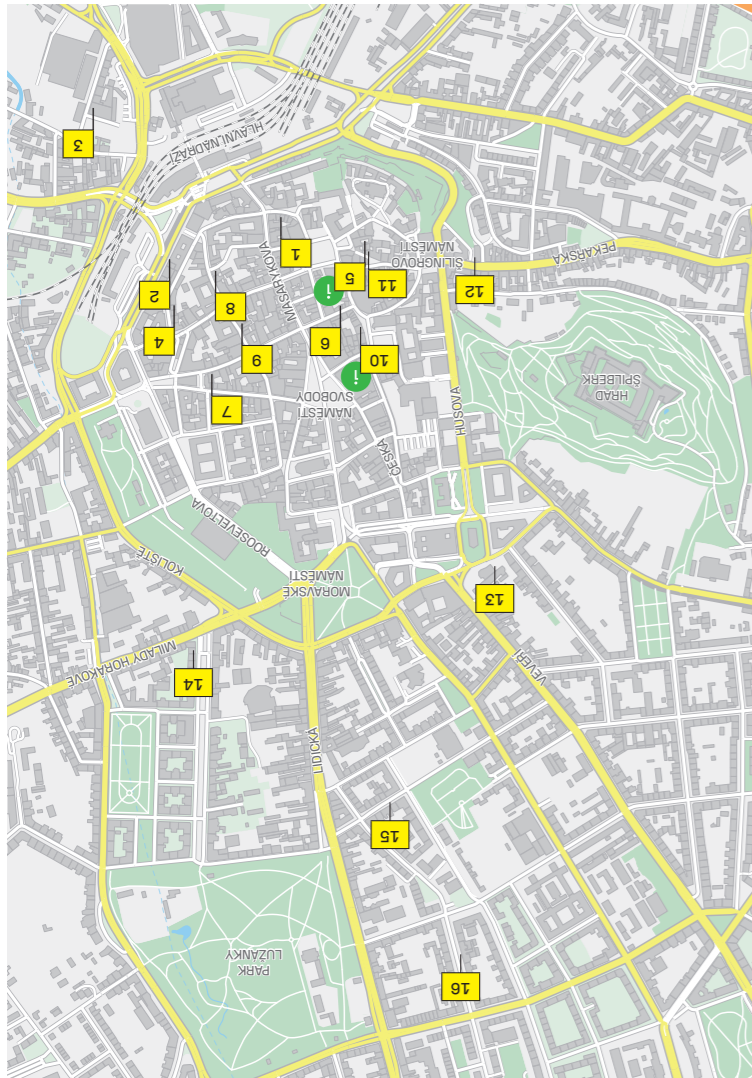 16
PARK
LUŽÁNKY
15
LIDICKÁ
14
VEVEŘÍ
MILADY HORÁKOVÉ
13
MORAVSKÉ
NÁMĚSTÍ
KOLIŠTĚ
ROOSEVELTOVA
ČESKÁ
HUSOVA
NÁMĚSTÍ
SVOBODY
7
HRAD
ŠPILBERK
i
10
9
4
6
8
2
MASARYKOVA
12
i
11
5
1
ŠILINGROVO
NÁMĚSTÍ
PEKAŘSKÁ
3
HLAVNÍ NÁDRAŽÍ